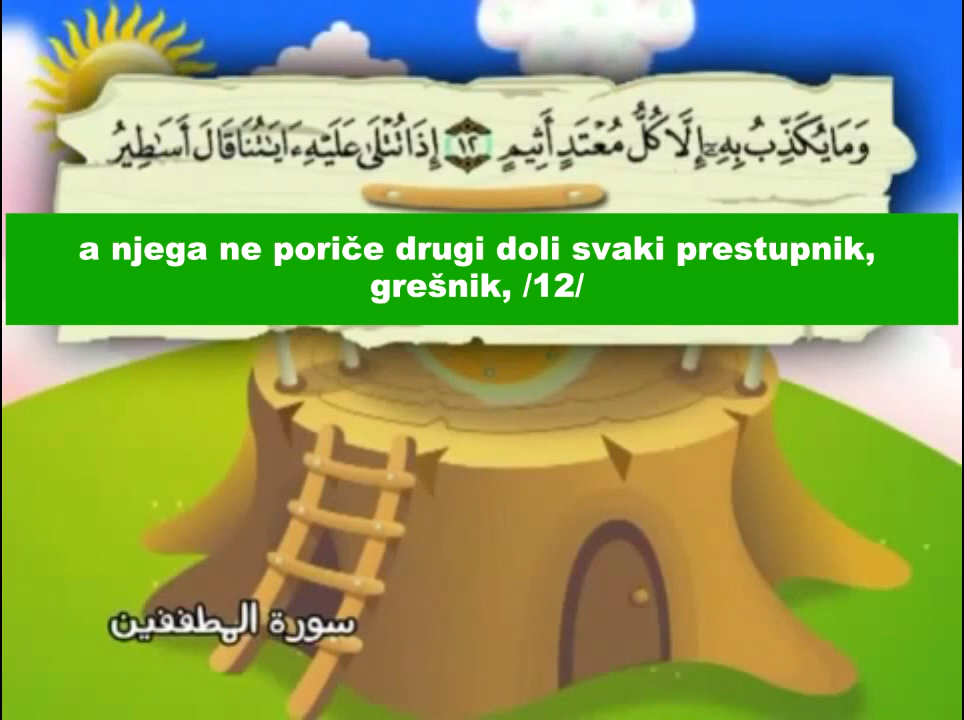 وَمَا يُكَذِّبُ بِهِۦٓ إِلَّا كُلُّ مُعْتَدٍ أَثِيمٍ ١٢ إِذَا تُتْلَىٰ عَلَيْهِ ءَايَٰتُنَا قَالَ أَسَٰطِيرُ
a njega ne poriče drugi doli svaki prestupnik,
grešnik, /12/
سورة المطففين